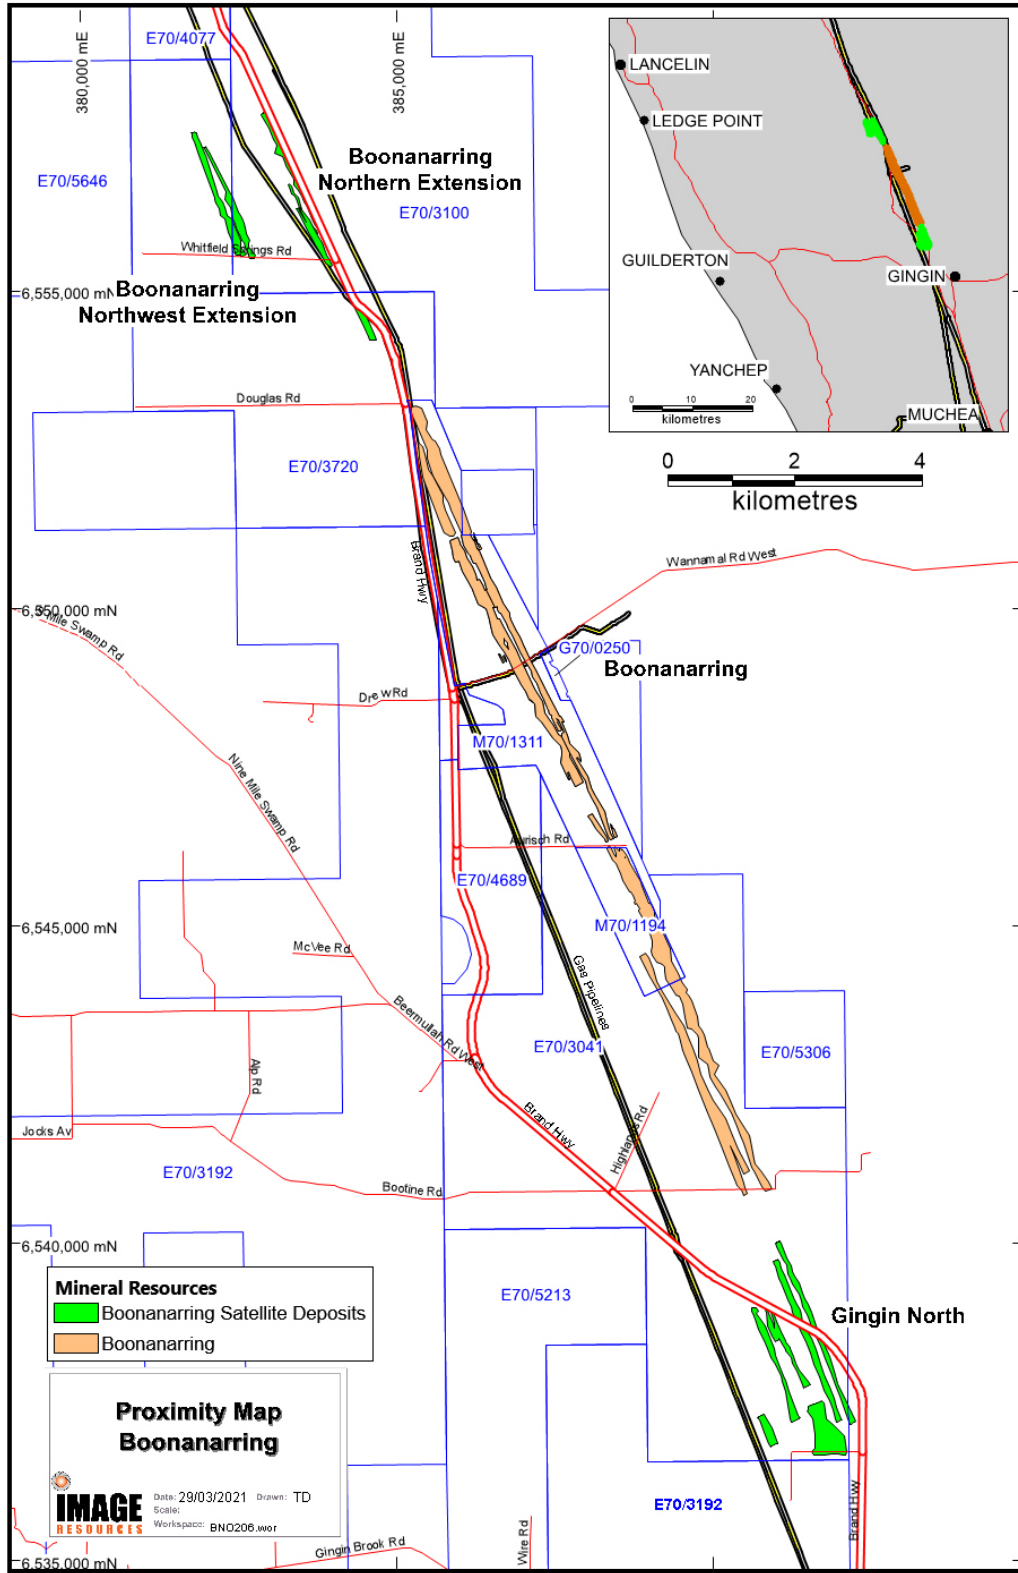 E70/4077
380,000 mE
385,000 mE
LANCELIN
LEDGE POINT
GUILDERTON
GINGIN
YANCHEP
MUCHEA
0 10 20
kilometres
Boonanarring
Northern Extension
E70/5646
E70/3100
Whitfield Springs Rd
6,555,000 mN
Boonanarring
Northwest Extension
Douglas Rd
E70/3720
0 2 4
kilometres
Brand Hwy
Wannamal Rd West
6,550,000 mN
Mile Swamp Rd
G70/0250
Boonanarring
Drew Rd
M70/1311
Nine Mile Swamp Rd
Aurisch Rd
E70/4689
M70/1194
6,545,000 mN
McVee Rd
Gas Pipelines
Beermullah Rd West
E70/3041
E70/5306
Alp Rd
Brand Hwy
Highlands Rd
Jocks Av
E70/3192
Bootine Rd
6,540,000 mN
Mineral Resources
Boonanarring Satellite Deposits
Boonanarring
E70/5213
Gingin North
Proximity Map
Boonanarring
IMAGE
RESOURCES
Date: 29/03/2021 Drawn: TD
Scale:
Workspace: BNO206.wor
E70/3192
Brand Hwy
Wire Rd
Gingin Brook Rd
6,535,000 mN